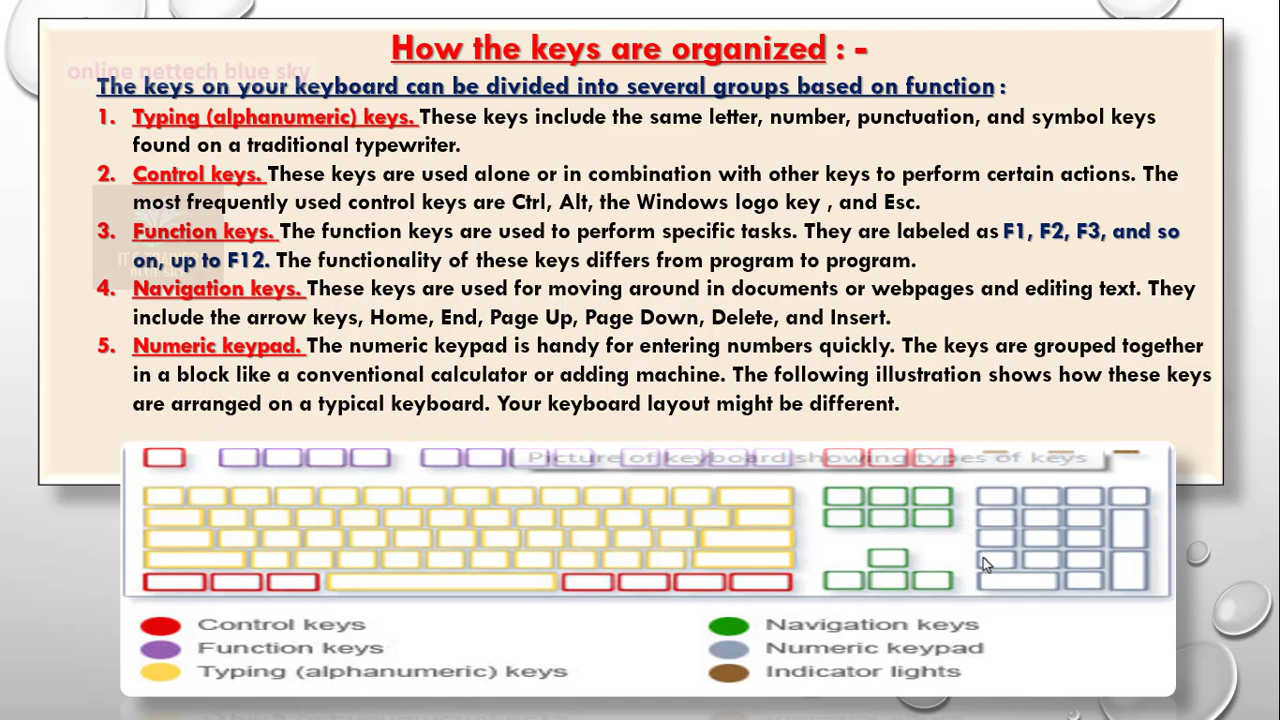 How the keys are organized : -
online nettech blue sky
The keys on your keyboard can be divided into several groups based on function :
1. Typing (alphanumeric) keys. These keys include the same letter, number, punctuation, and symbol keys
found on a traditional typewriter.
2. Control keys. These keys are used alone or in combination with other keys to perform certain actions. The
most frequently used control keys are Ctrl, Alt, the Windows logo key , and Esc.
3. Function keys. The function keys are used to perform specific tasks. They are labeled as F1, F2, F3, and so
on, up to F12. The functionality of these keys differs from program to program.
BLUE SKY
4. Navigation keys. These keys are used for moving around in documents or webpages and editing text. They
include the arrow keys, Home, End, Page Up, Page Down, Delete, and Insert.
5. Numeric keypad. The numeric keypad is handy for entering numbers quickly. The keys are grouped together
in a block like a conventional calculator or adding machine. The following illustration shows how these keys
are arranged on a typical keyboard. Your keyboard layout might be different.
Picture of keyboard showing types of keys
Control keys
Function keys
Typing (alphanumeric) keys
Navigation keys
Numeric keypad
Indicator lights